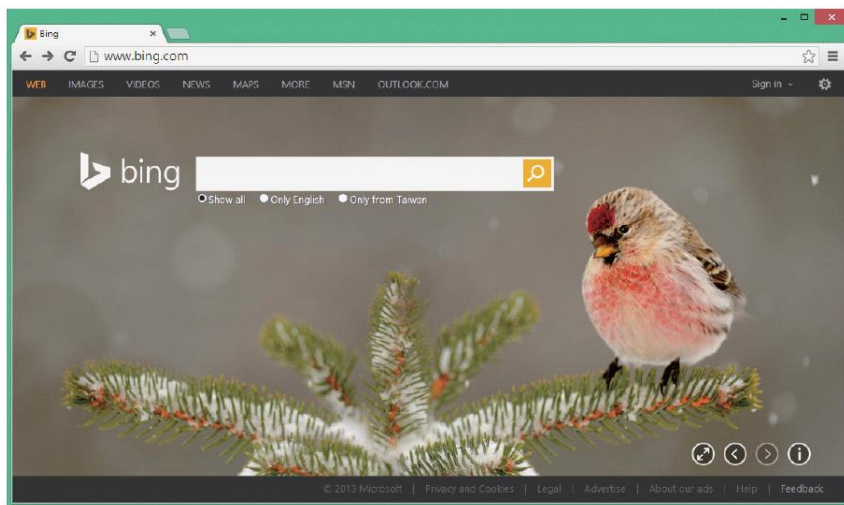 Bing
www.bing.com
WEB IMAGES VIDEOS NEWS MAPS MORE MSN OUTLOOK.COM Sign in
bing
Show all Only English Only from Taiwan
© 2013 Microsoft | Privacy and Cookies | Legal | Advertise | About our ads | Help | Feedback